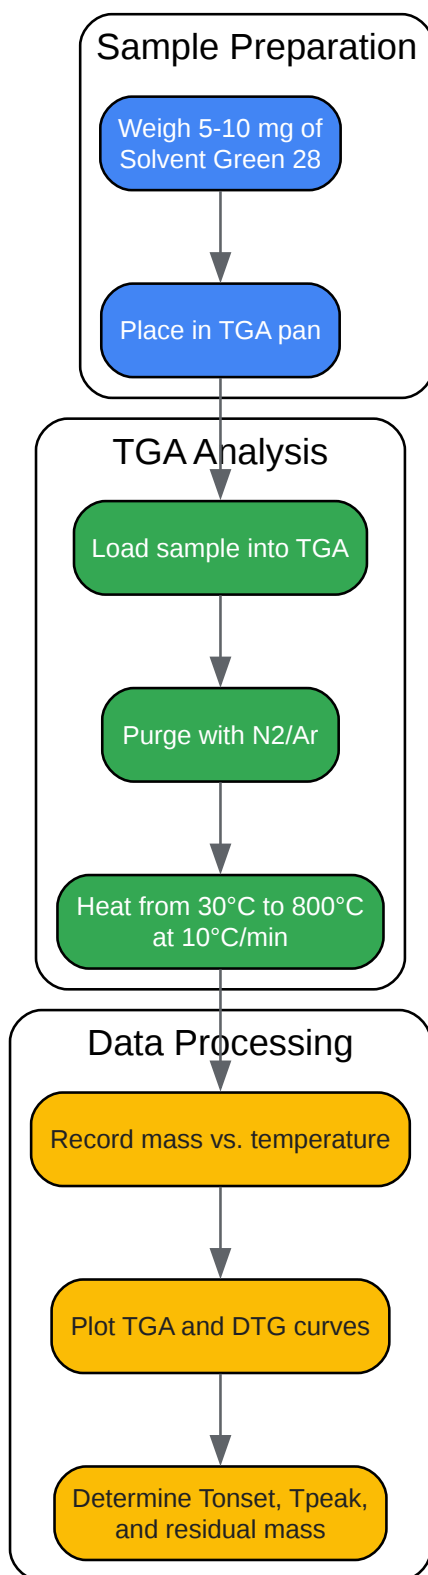 Sample Preparation
Weigh 5-10 mg of
Solvent Green 28
Place in TGA pan
TGA Analysis
Load sample into TGA
Purge with N2/Ar
Heat from 30°C to 800°C
at 10°C/min
Data Processing
Record mass vs. temperature
Plot TGA and DTG curves
Determine Tonset, Tpeak,
and residual mass